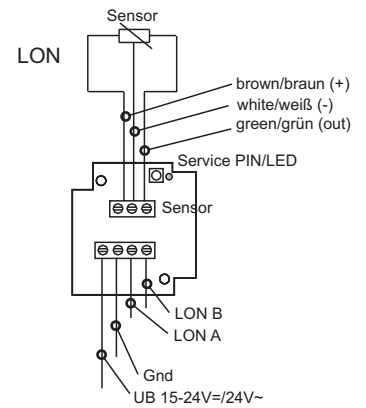 Sensor
LON
brown/braun (+)
white/weiß (-)
green/grün (out)
Service PIN/LED
Sensor
LON B
LON A
Gnd
UB 15-24V=/24V~